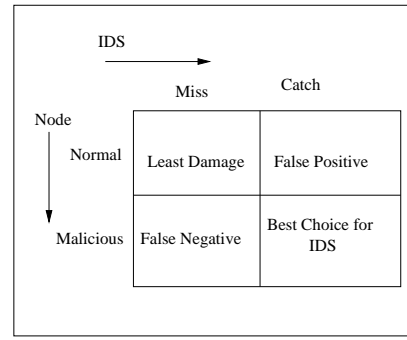 IDS
Miss Catch
Node
Normal Least Damage False Positive
Malicious False Negative Best Choice for
IDS